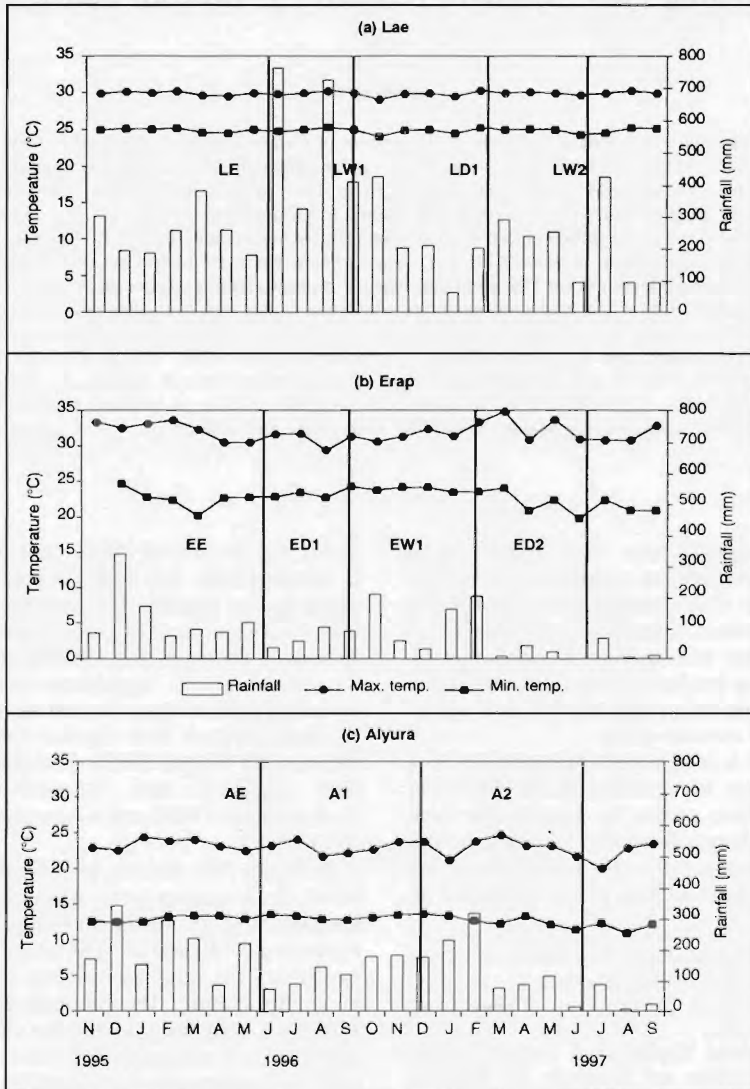 (a) Lae
Temperature (°C)
35
30
25
20
15
10
5
0
LE
LW1
LD1
LW2
800
700
600
500
400
300
200
100
0
Rainfall (mm)
(b) Erap
Temperature (°C)
35
30
25
20
15
10
5
0
EE
ED1
EW1
ED2
800
700
600
500
400
300
200
100
0
Rainfall (mm)
Rainfall
Max. temp.
Min. temp.
(c) Alyura
Temperature (°C)
35
30
25
20
15
10
5
0
AE
A1
A2
800
700
600
500
400
300
200
100
0
Rainfall (mm)
N D J F M A M J J A S O N D J F M A M J J A S
1995 1996 1997